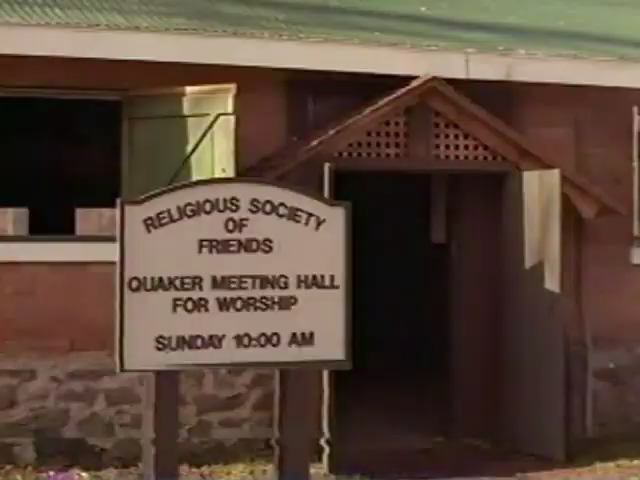 RELIGIOUS SOCIETY
OF
FRIENDS
QUAKER MEETING HALL
FOR WORSHIP
SUNDAY 10:00 AM